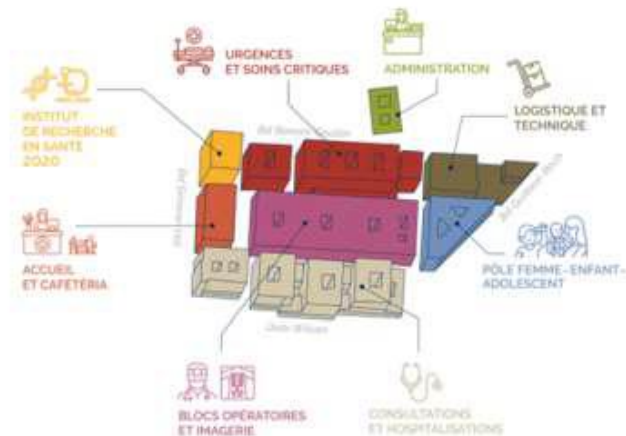 URGENCES
ET SOINS CRITIQUES
ADMINISTRATION
LOGISTIQUE ET
TECHNIQUE
INSTITUT
DE RECHERCHE
EN SANTÉ
2020
ACCUEIL
ET CAFÉTÉRIA
PÔLE FEMME-ENFANT-
ADOLESCENT
BLOCS OPÉRATOIRES
ET IMAGERIE
CONSULTATIONS
ET HOSPITALISATIONS